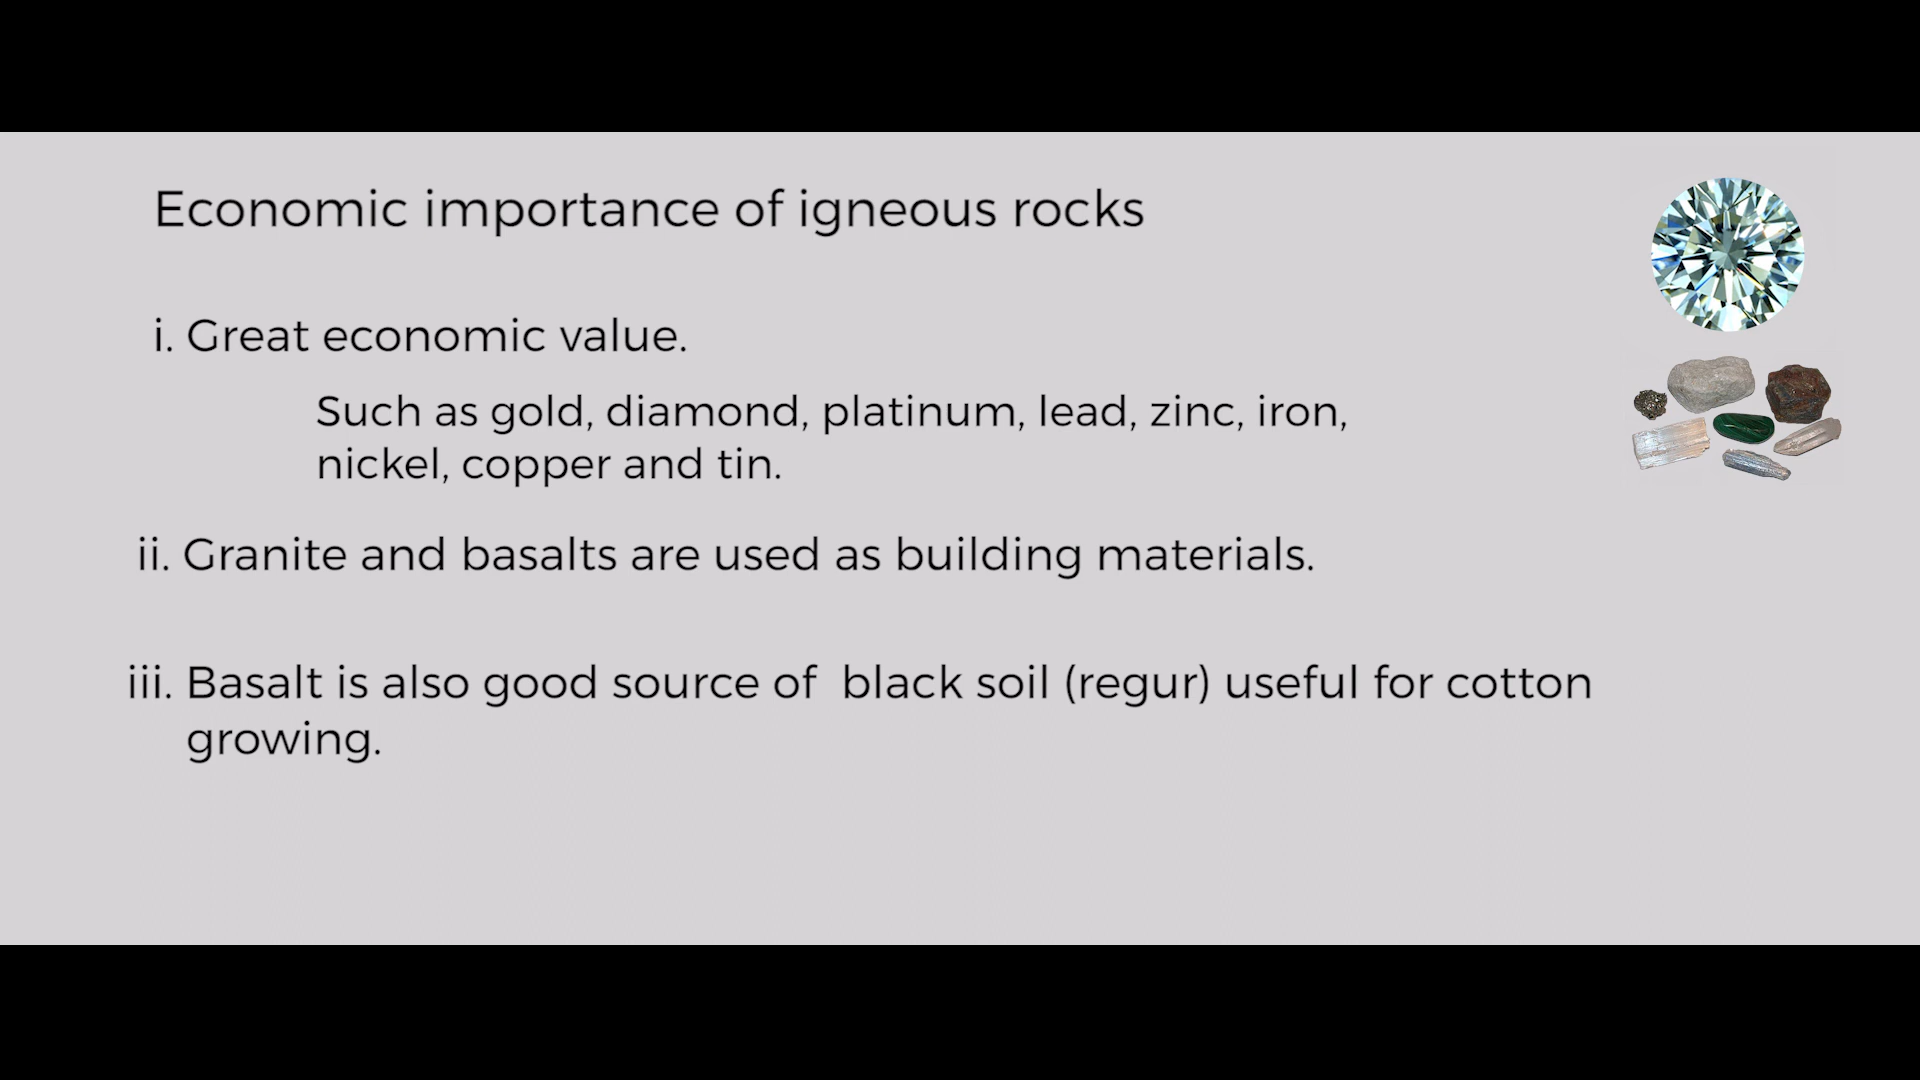 Economic importance of igneous rocks
i. Great economic value.
Such as gold, diamond, platinum, lead, zinc, iron,
nickel, copper and tin.
ii. Granite and basalts are used as building materials.
iii. Basalt is also good source of  black soil (regur) useful for cotton
growing.